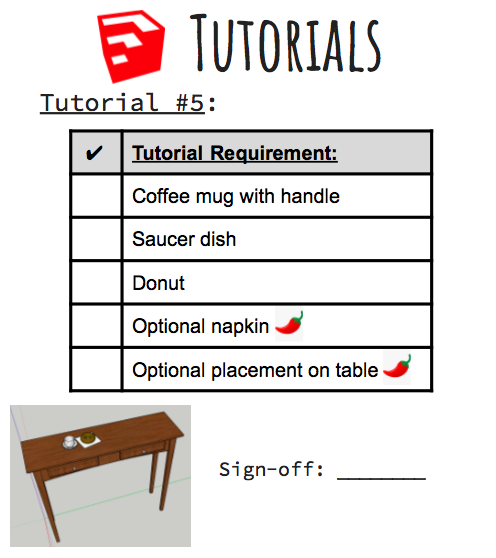 Tutorials
Tutorial #5:
✔ Tutorial Requirement:
Coffee mug with handle
Saucer dish
Donut
Optional napkin 🌶️
Optional placement on table 🌶️
Sign-off: ________